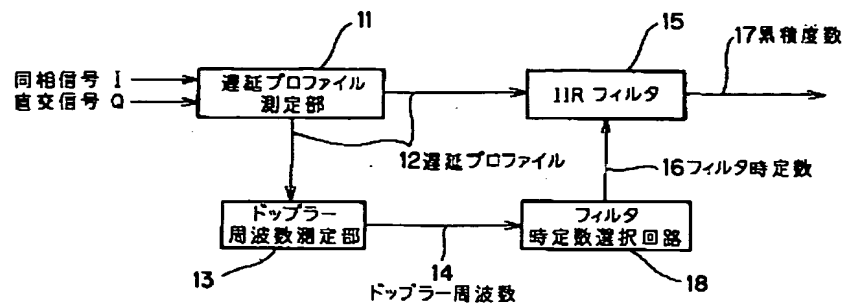 11
15
17累積度数
同相信号 I
直交信号 Q
遅延プロファイル
測定部
IIR フィルタ
12遅延プロファイル
16フィルタ時定数
ドップラー
周波数測定部
フィルタ
時定数選択回路
13
14
ドップラー周波数
18